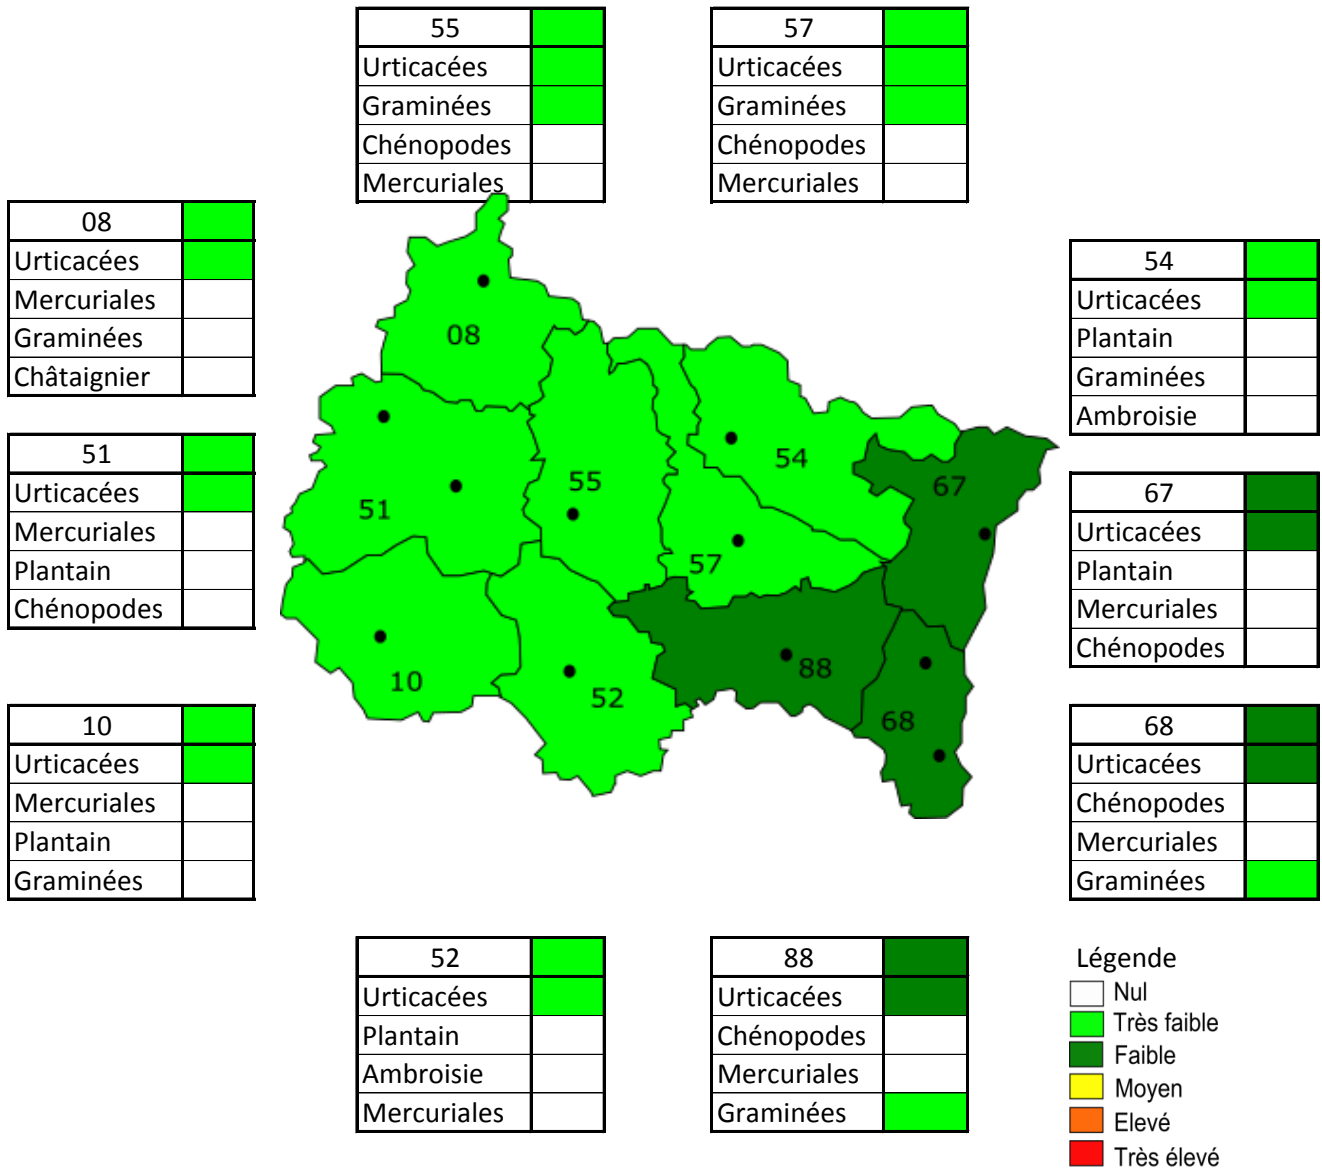 55
Urticacées
Graminées
Chénopodes
Mercuriales
57
Urticacées
Graminées
Chénopodes
Mercuriales
08
Urticacées
Mercuriales
Graminées
Châtaignier
51
Urticacées
Mercuriales
Plantain
Chénopodes
10
Urticacées
Mercuriales
Plantain
Graminées
08
51
55
54
67
57
10
52
88
68
54
Urticacées
Plantain
Graminées
Ambroisie
67
Urticacées
Plantain
Mercuriales
Chénopodes
68
Urticacées
Chénopodes
Mercuriales
Graminées
52
Urticacées
Plantain
Ambroisie
Mercuriales
88
Urticacées
Chénopodes
Mercuriales
Graminées
Légende
Nul
Très faible
Faible
Moyen
Elevé
Très élevé